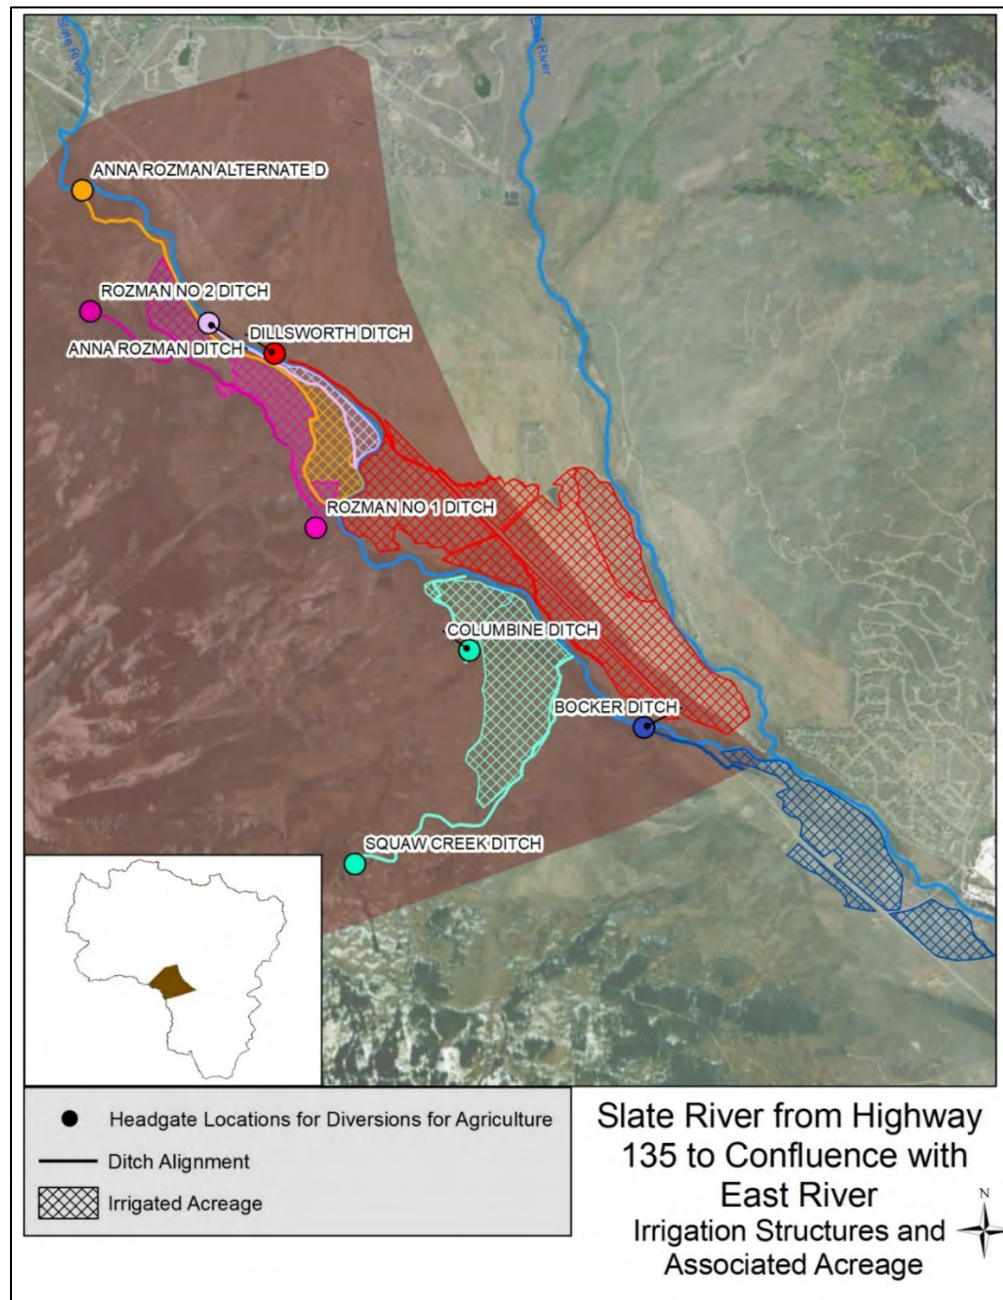 Slate River
East River
ANNA ROZMAN ALTERNATE D
ROZMAN NO 2 DITCH
DILLSWORTH DITCH
ANNA ROZMAN DITCH
ROZMAN NO 1 DITCH
COLUMBINE DITCH
BOCKER DITCH
SQUAW CREEK DITCH
Headgate Locations for Diversions for Agriculture
Ditch Alignment
Irrigated Acreage
Slate River from Highway
135 to Confluence with
East River
Irrigation Structures and
Associated Acreage
N